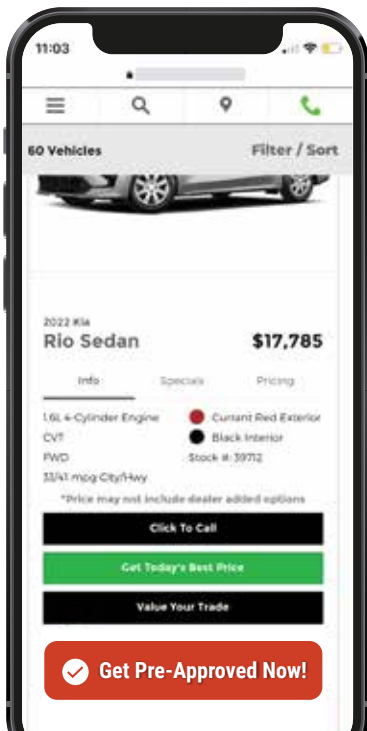 11:03
60 Vehicles Filter / Sort
2022 Kia
Rio Sedan $17,785
Info Specials Pricing
1.6L 4-Cylinder Engine Currant Red Exterior
CVT Black Interior
FWD Stock #: 39712
33/41 mpg City/Hwy
*Price may not include dealer added options
Click To Call
Get Today's Best Price
Value Your Trade
Get Pre-Approved Now!